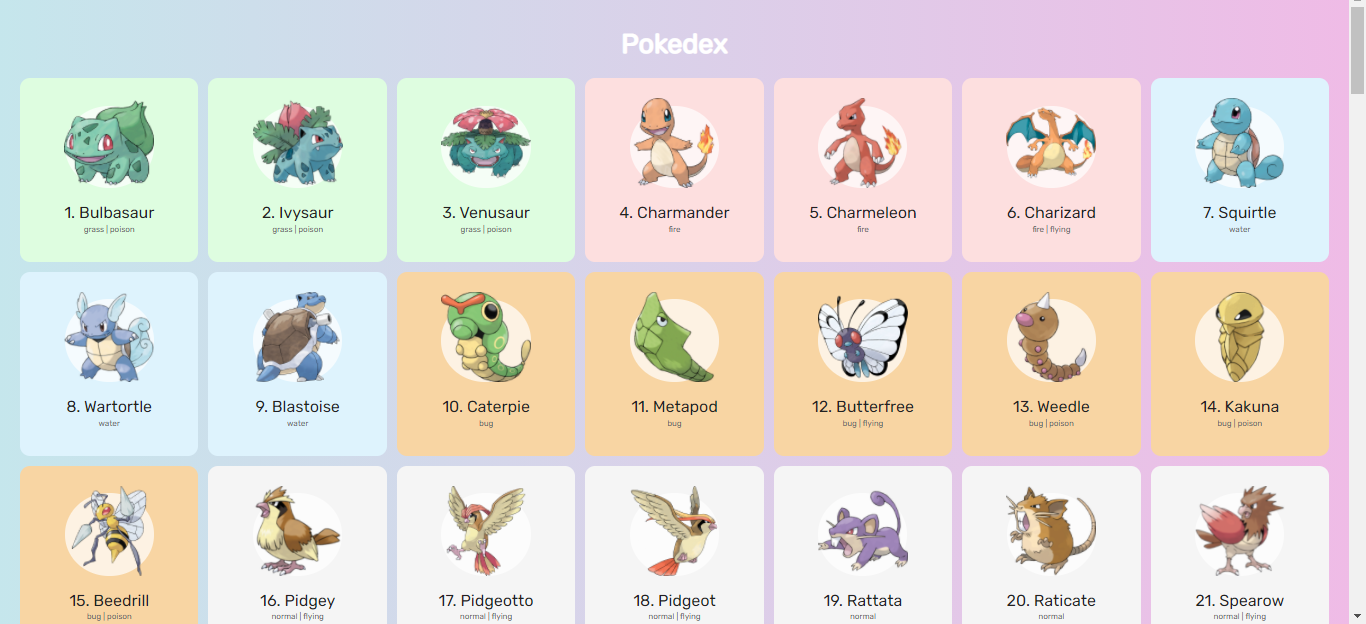 Pokedex
1. Bulbasaur
grass | poison
2. Ivysaur
grass | poison
3. Venusaur
grass | poison
4. Charmander
fire
5. Charmeleon
fire
6. Charizard
fire | flying
7. Squirtle
water
8. Wartortle
water
9. Blastoise
water
10. Caterpie
bug
11. Metapod
bug
12. Butterfree
bug | flying
13. Weedle
bug | poison
14. Kakuna
bug | poison
15. Beedrill
bug | poison
16. Pidgey
normal | flying
17. Pidgeotto
normal | flying
18. Pidgeot
normal | flying
19. Rattata
normal
20. Raticate
normal
21. Spearow
normal | flying